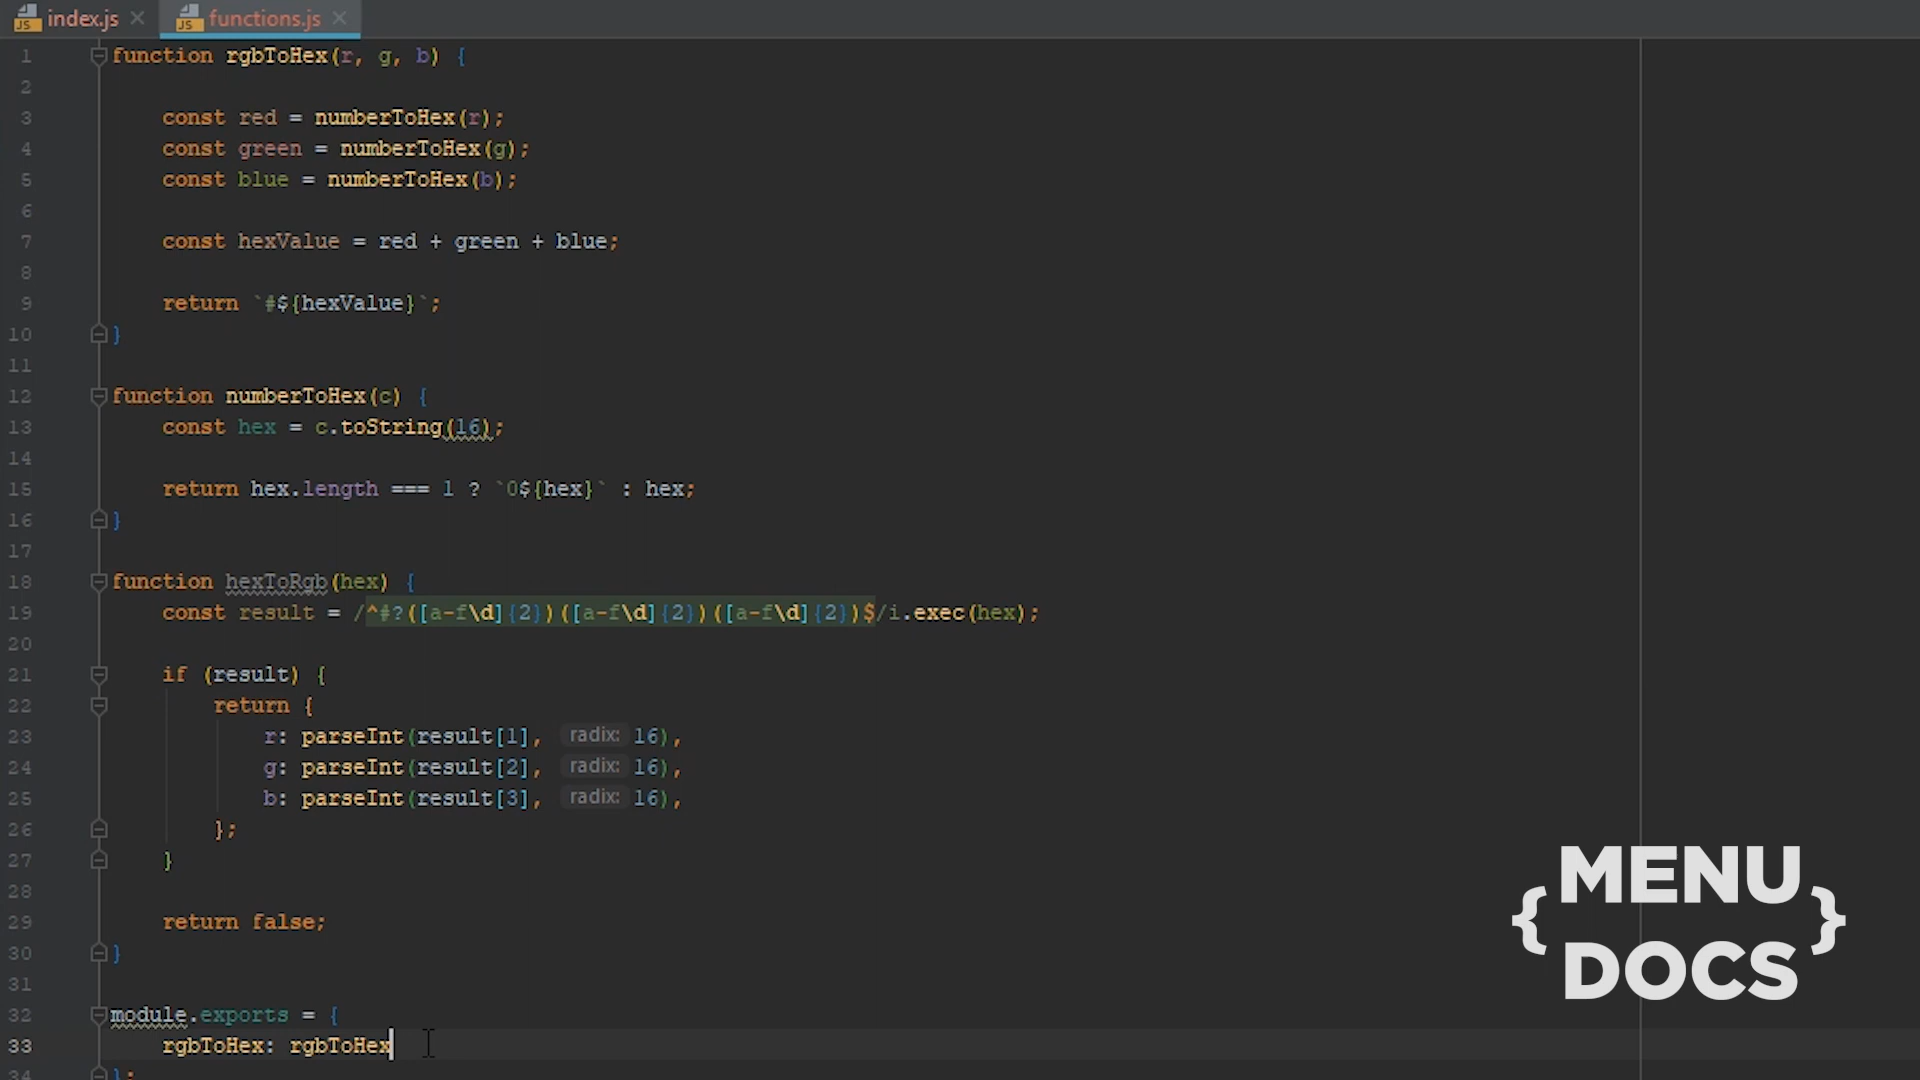 index.js
functions.js
1 function rgbToHex(r, g, b) {
2
3 const red = numberToHex(r);
4 const green = numberToHex(g);
5 const blue = numberToHex(b);
6
7 const hexValue = red + green + blue;
8
9 return `#${hexValue}`;
10 }
11
12 function numberToHex(c) {
13 const hex = c.toString(16);
14
15 return hex.length === 1 ? `0${hex}` : hex;
16 }
17
18 function hexToRgb(hex) {
19 const result = /^#?([a-f\d]{2})([a-f\d]{2})([a-f\d]{2})$/i.exec(hex);
20
21 if (result) {
22 return {
23 r: parseInt(result[1], radix: 16),
24 g: parseInt(result[2], radix: 16),
25 b: parseInt(result[3], radix: 16),
26 };
27 }
28
29 return false;
30 }
31
32 module.exports = {
33 rgbToHex: rgbToHex
34 };
{MENU
DOCS}